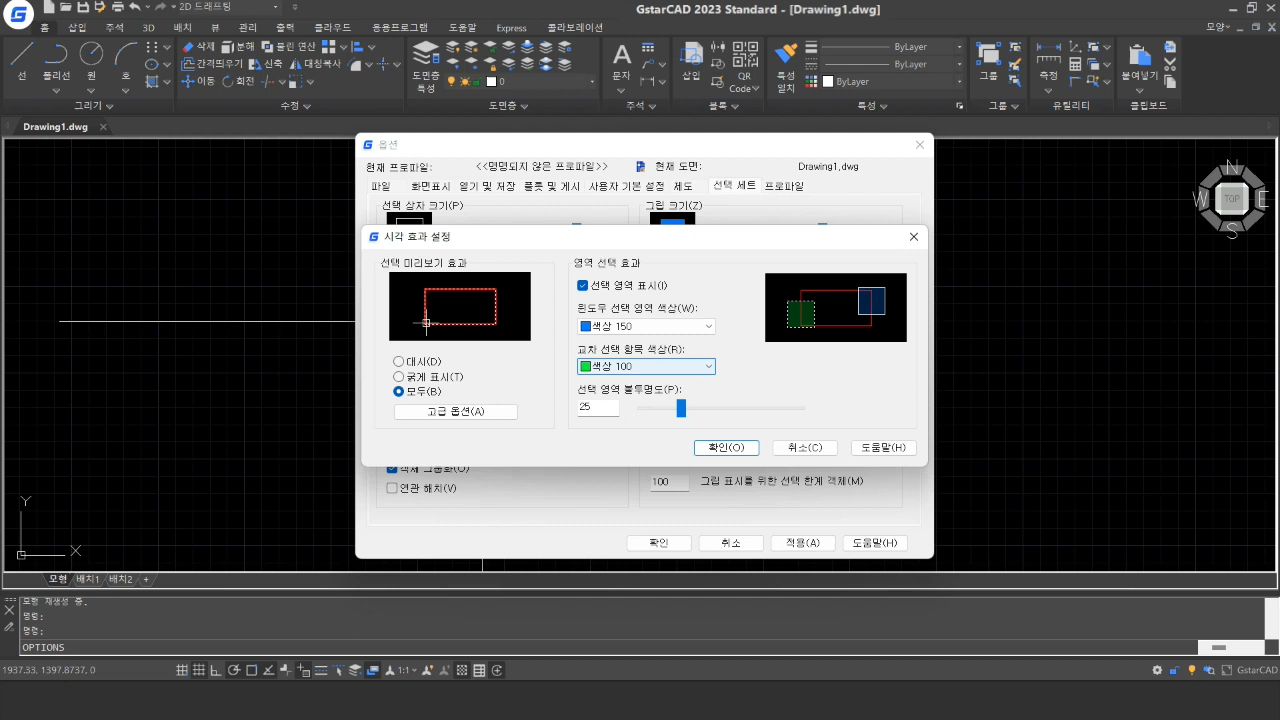 2D 드래프팅
GstarCAD 2023 Standard - [Drawing1.dwg]
홈 삽입 주석 3D 뷰 관리 출력 클라우드 응용프로그램 도움말 Express 콜라보레이션 모양
선 폴리선 원 호
삭제 분해 올린 연산
간격띄우기 신축 대칭복사
이동 회전
도면층 특성
0
문자 삽입 QR Code
특성 일치
ByLayer
ByLayer
ByLayer
그룹 측정 붙여넣기
그리기 수정 도면층 주석 블록 특성 그룹 유틸리티 클립보드
Drawing1.dwg
옵션
현재 프로파일: <<명명되지 않은 프로파일>> 현재 도면: Drawing1.dwg
파일 화면표시 열기 및 저장 플롯 및 게시 사용자 기본 설정 제도 선택 세트 프로파일
선택 상자 크기(P) 그립 크기(Z)
시각 효과 설정
선택 미리보기 효과
대시(D)
굵게 표시(T)
모두(B)
고급 옵션(A)
영역 선택 효과
선택 영역 표시(I)
윈도우 선택 영역 색상(W):
색상 150
교차 선택 항목 색상(R):
색상 100
선택 영역 불투명도(P):
25
확인(O) 취소(C) 도움말(H)
연관 해치(V)
100 그립 표시를 위한 선택 한계 객체(M)
확인 취소 적용(A) 도움말(H)
N
W TOP E
S
Y
X
모형 배치1 배치2 +
모형 재생성 중.
명령:
명령:
OPTIONS
1937.33, 1397.8737, 0
1:1
GstarCAD